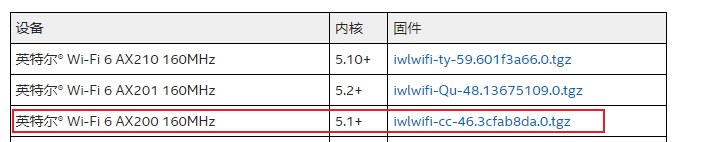 设备 内核 固件
英特尔® Wi-Fi 6 AX210 160MHz 5.10+ iwlwifi-ty-59.601f3a66.0.tgz
英特尔® Wi-Fi 6 AX201 160MHz 5.2+ iwlwifi-Qu-48.13675109.0.tgz
英特尔® Wi-Fi 6 AX200 160MHz 5.1+ iwlwifi-cc-46.3cfab8da.0.tgz